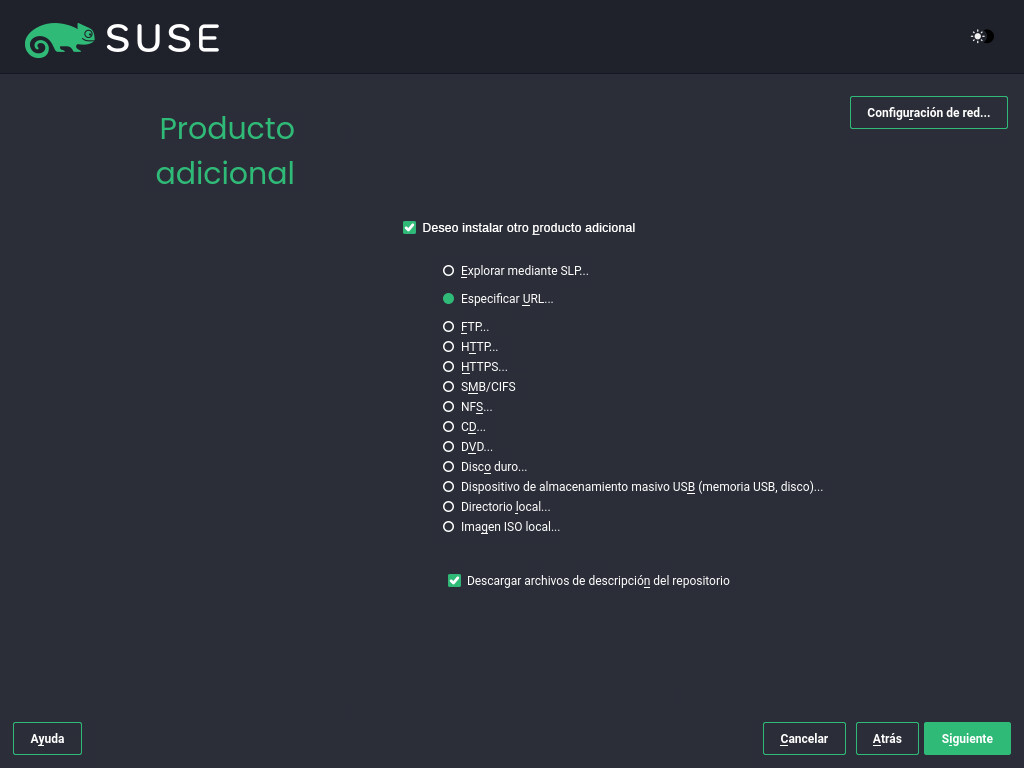 SUSE
Configuración de red...
Producto
adicional
Deseo instalar otro producto adicional
Explorar mediante SLP...
Especificar URL...
FTP...
HTTP...
HTTPS...
SMB/CIFS
NFS...
CD...
DVD...
Disco duro...
Dispositivo de almacenamiento masivo USB (memoria USB, disco)...
Directorio local...
Imagen ISO local...
Descargar archivos de descripción del repositorio
Ayuda
Cancelar
Atrás
Siguiente